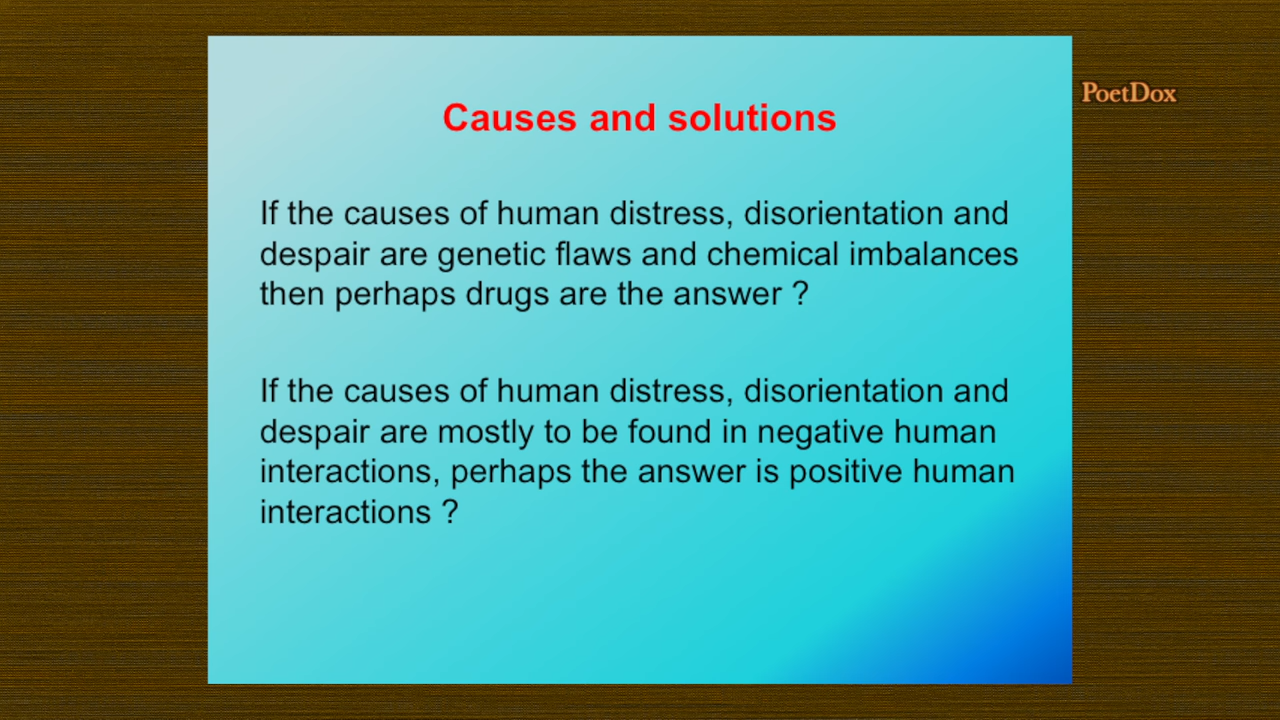 Causes and solutions
PoetDox
If the causes of human distress, disorientation and
despair are genetic flaws and chemical imbalances
then perhaps drugs are the answer ?
If the causes of human distress, disorientation and
despair are mostly to be found in negative human
interactions, perhaps the answer is positive human
interactions ?